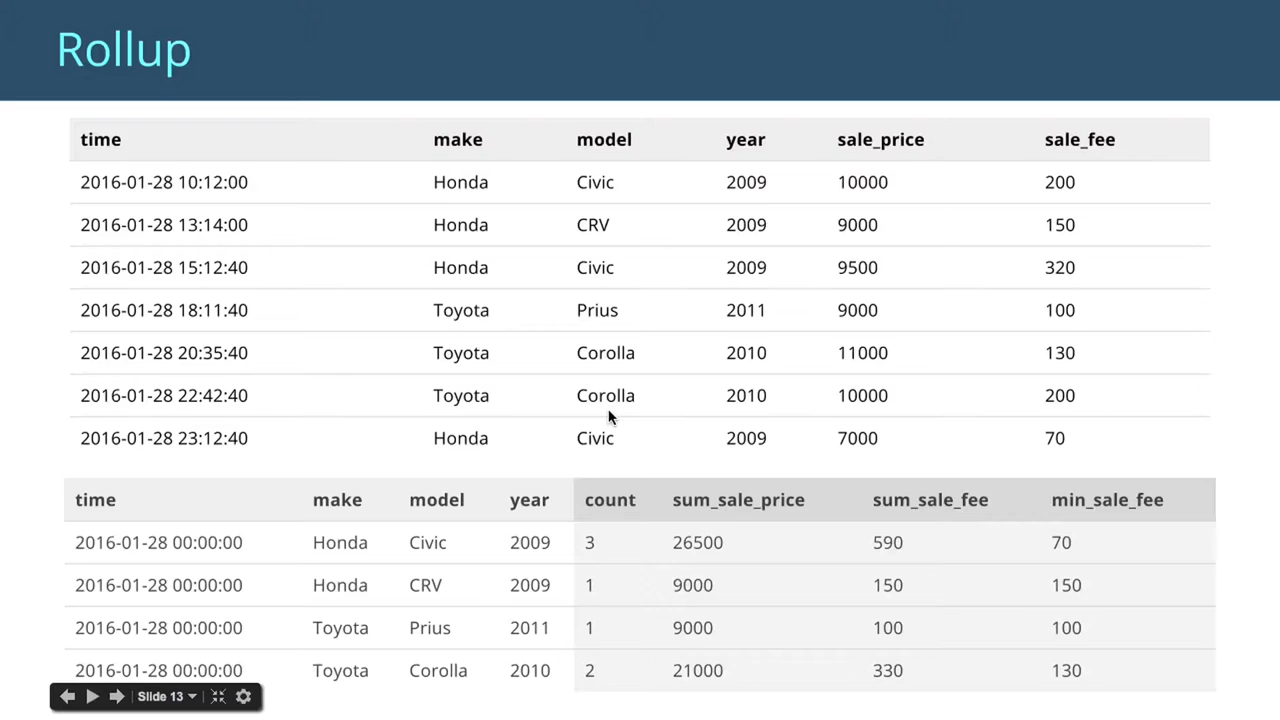 Rollup
time make model year sale_price sale_fee
2016-01-28 10:12:00 Honda Civic 2009 10000 200
2016-01-28 13:14:00 Honda CRV 2009 9000 150
2016-01-28 15:12:40 Honda Civic 2009 9500 320
2016-01-28 18:11:40 Toyota Prius 2011 9000 100
2016-01-28 20:35:40 Toyota Corolla 2010 11000 130
2016-01-28 22:42:40 Toyota Corolla 2010 10000 200
2016-01-28 23:12:40 Honda Civic 2009 7000 70
time make model year count sum_sale_price sum_sale_fee min_sale_fee
2016-01-28 00:00:00 Honda Civic 2009 3 26500 590 70
2016-01-28 00:00:00 Honda CRV 2009 1 9000 150 150
2016-01-28 00:00:00 Toyota Prius 2011 1 9000 100 100
2016-01-28 00:00:00 Toyota Corolla 2010 2 21000 330 130
Slide 13